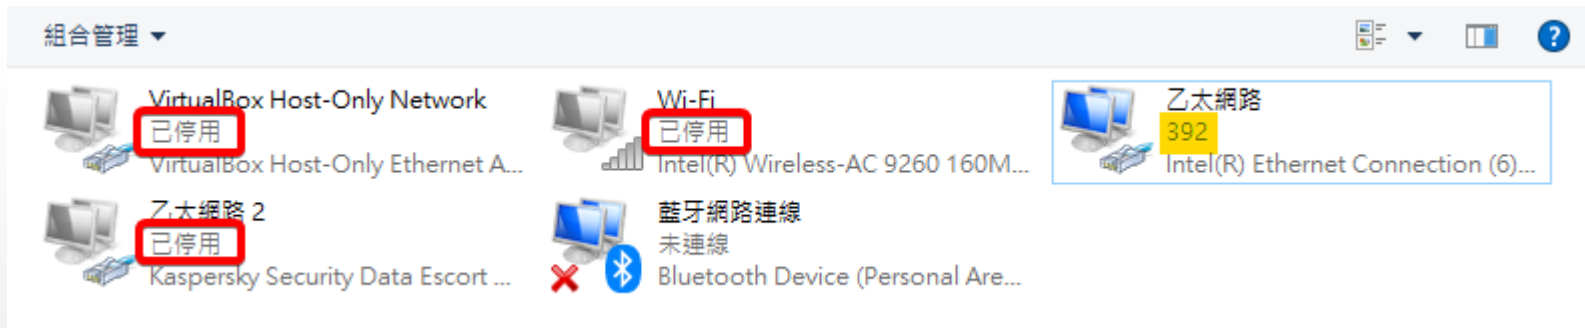 組合管理
VirtualBox Host-Only Network
已停用
VirtualBox Host-Only Ethernet A...
Wi-Fi
已停用
Intel(R) Wireless-AC 9260 160M...
乙太網路
392
Intel(R) Ethernet Connection (6)...
乙太網路 2
已停用
Kaspersky Security Data Escort ...
藍牙網路連線
未連線
Bluetooth Device (Personal Are...